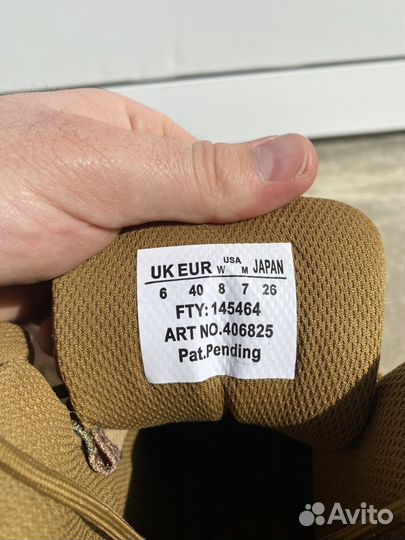 USA
UK EUR W M JAPAN
6 40 8 7 26
FTY:145464
ART NO.406825
Pat.Pending
Avito